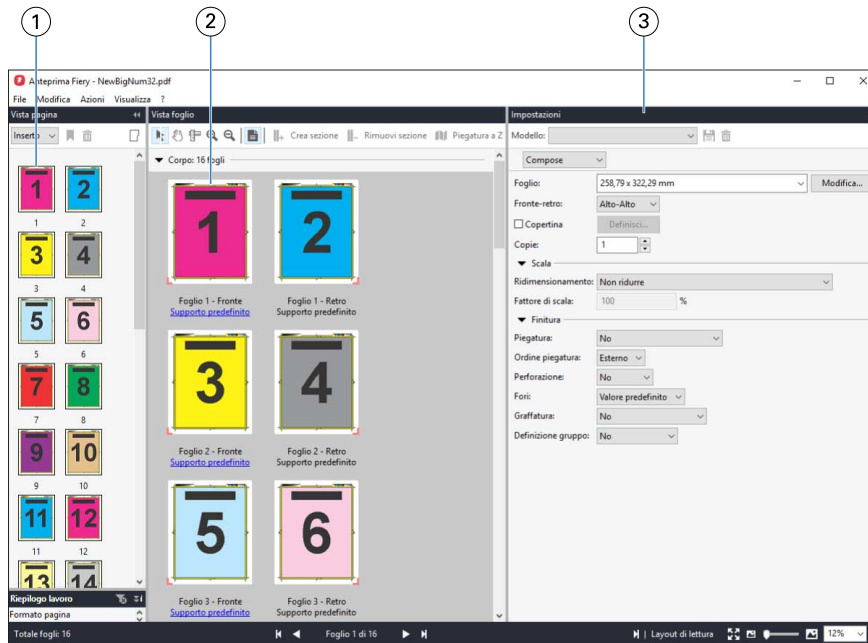 1 2 3
Anteprima Fiery - NewBigNum32.pdf
File Modifica Azioni Visualizza ?
Vista pagina
Vista foglio
Impostazioni
Inserto
Crea sezione Rimuovi sezione Piegatura a Z
Modello:
Corpo: 16 fogli
Compose
Foglio: 258,79 x 322,29 mm Modifica...
Fronte-retro: Alto-Alto
Copertina Definisci...
Copie: 1
Scala
Ridimensionamento: Non ridurre
Fattore di scala: 100 %
Finitura
Piegatura: No
Ordine piegatura: Esterno
Perforazione: No
Fori: Valore predefinito
Graffatura: No
Definizione gruppo: No
1 2
1 2
3 4
3 4
5 6
5 6
7 8
7 8
9 10
9 10
11 12
11 12
13 14
1 2
Foglio 1 - Fronte Foglio 1 - Retro
Supporto predefinito Supporto predefinito
3 4
Foglio 2 - Fronte Foglio 2 - Retro
Supporto predefinito Supporto predefinito
5 6
Foglio 3 - Fronte Foglio 3 - Retro
Supporto predefinito Supporto predefinito
Riepilogo lavoro
Formato pagina
Totale fogli: 16
Foglio 1 di 16
Layout di lettura
12%